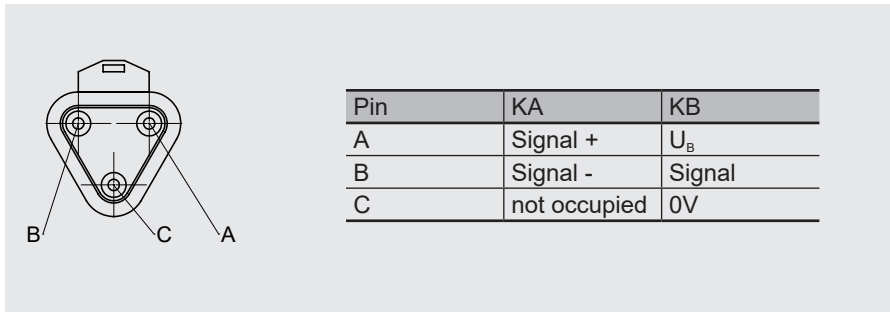 Pin KA KB
A Signal + U_B
B Signal - Signal
C not occupied 0V
B C A